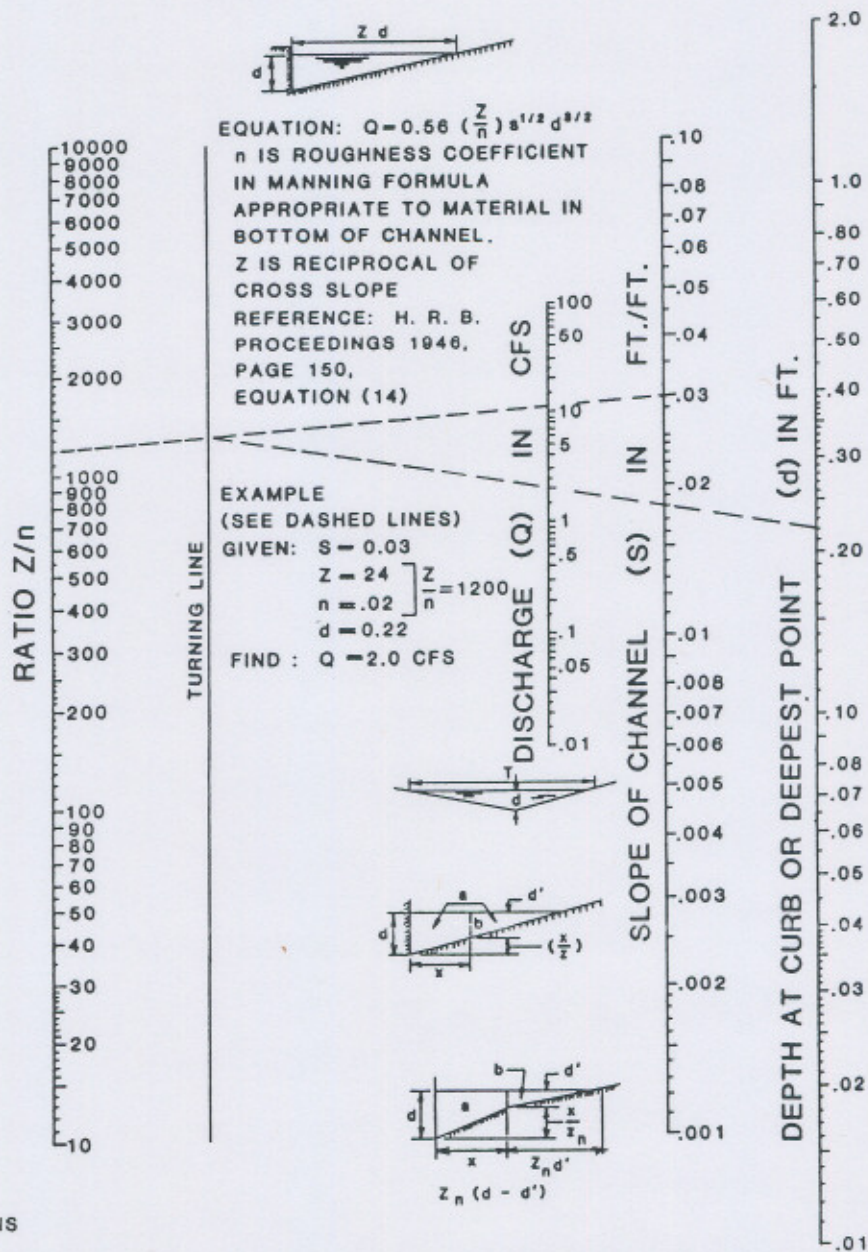 Z d
d
EQUATION: Q=0.56 (Z/n) s^1/2 d^8/2
n IS ROUGHNESS COEFFICIENT
IN MANNING FORMULA
APPROPRIATE TO MATERIAL IN
BOTTOM OF CHANNEL.
Z IS RECIPROCAL OF
CROSS SLOPE
REFERENCE: H. R. B.
PROCEEDINGS 1946,
PAGE 150,
EQUATION (14)
EXAMPLE
(SEE DASHED LINES)
GIVEN: S = 0.03
Z = 24
n = .02
Z/n = 1200
d = 0.22
FIND : Q = 2.0 CFS
RATIO Z/n
10000
9000
8000
7000
6000
5000
4000
3000
2000
1000
900
800
700
600
500
400
300
200
100
90
80
70
60
50
40
30
20
10
TURNING LINE
DISCHARGE (Q) IN CFS
100
50
10
5
1
.5
.1
.05
.01
SLOPE OF CHANNEL (S) IN FT./FT.
.10
.08
.07
.06
.05
.04
.03
.02
.01
.008
.007
.006
.005
.004
.003
.002
.001
DEPTH AT CURB OR DEEPEST POINT (d) IN FT.
2.0
1.0
.80
.70
.60
.50
.40
.30
.20
.10
.08
.07
.06
.05
.04
.03
.02
.01
T
d
a
d'
b
d
(x/z)
x
b
d'
d
a
x/z n
x
Z n d'
Z n (d - d')
IS